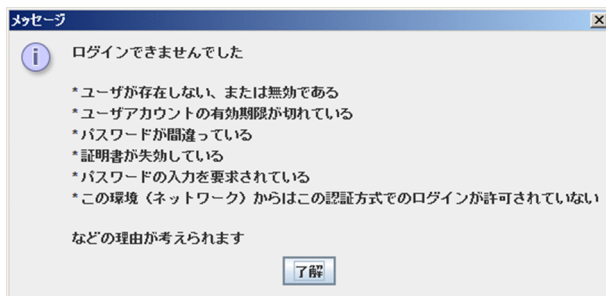 メッセージ
ログインできませんでした
*ユーザが存在しない、または無効である
*ユーザアカウントの有効期限が切れている
*パスワードが間違っている
*証明書が失効している
*パスワードの入力を要求されている
*この環境（ネットワーク）からはこの認証方式でのログインが許可されていない
などの理由が考えられます
了解